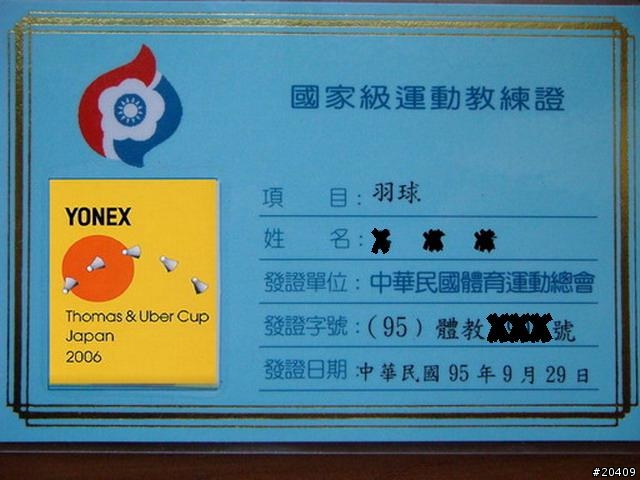 國家級運動教練證
項 目：羽球
姓 名：
發證單位：中華民國體育運動總會
發證字號：(95) 體教 號
發證日期：中華民國 95 年 9 月 29 日
YONEX
Thomas & Uber Cup
Japan
2006
#20409